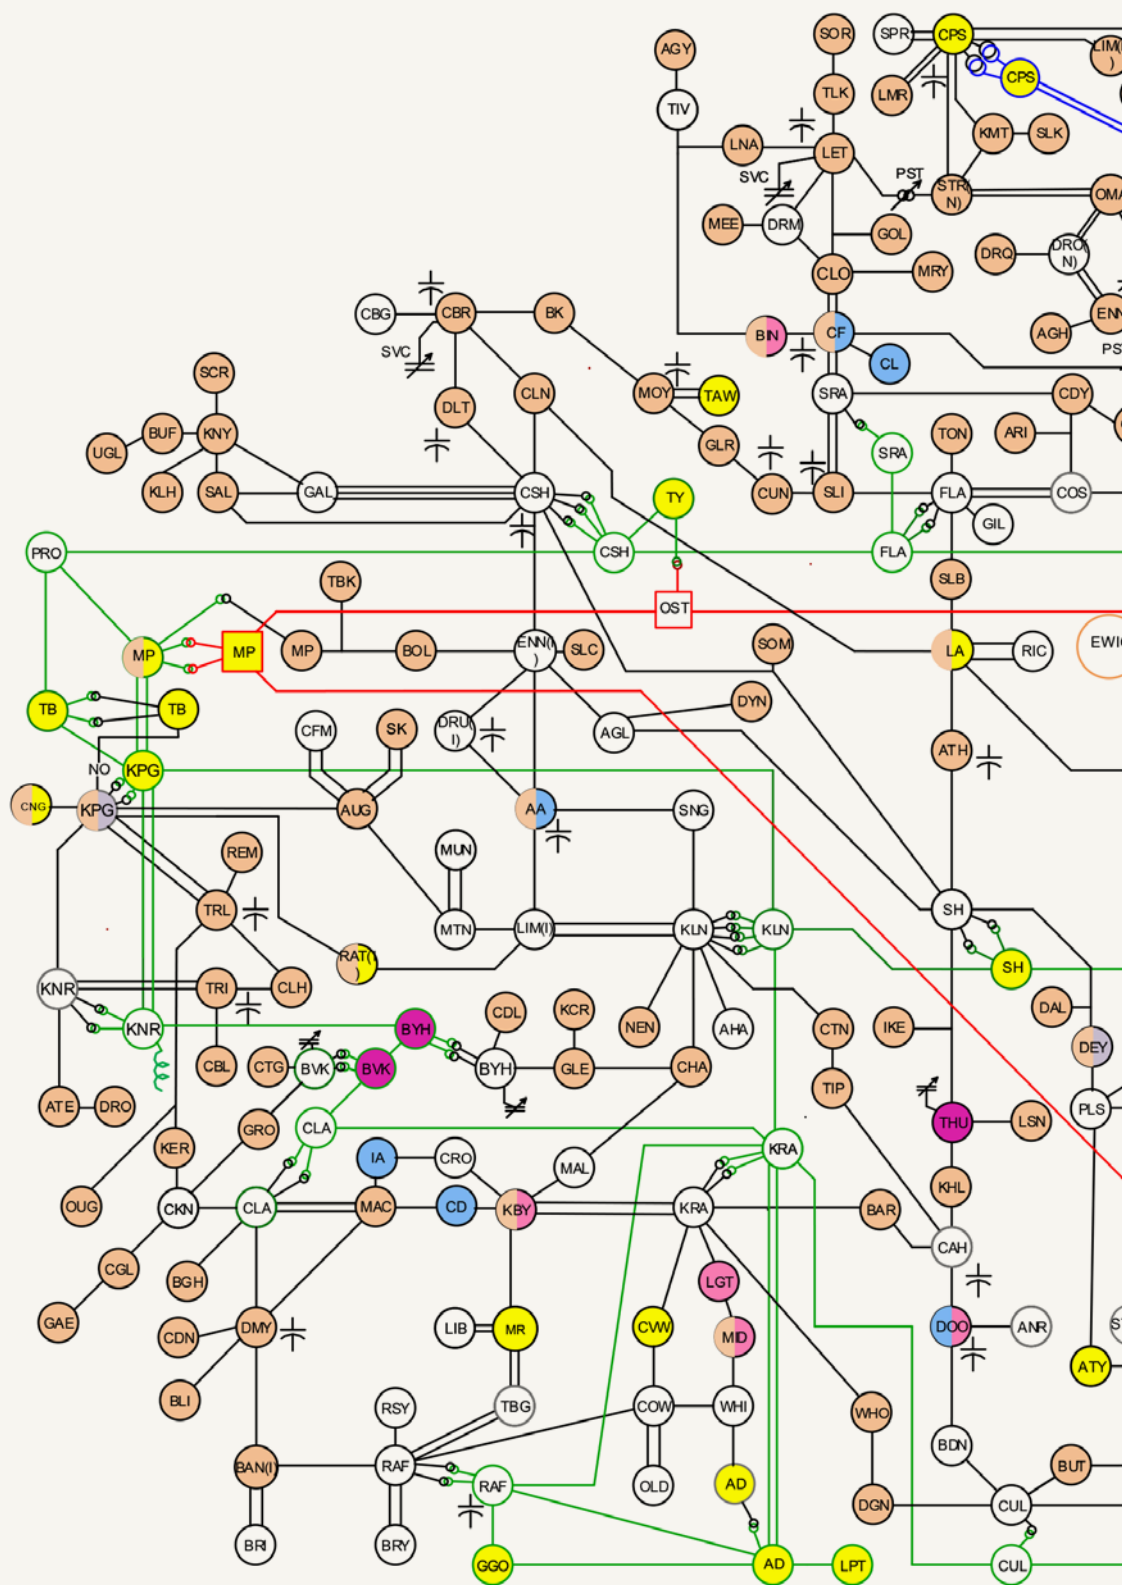 SOR
SPR
CPS
LIM(
)
AGY
CPS
TLK
LMR
TIV
KMT
SLK
LNA
LET
SVC
PST
STR(
N)
OMA
MEE
DRM
GOL
DRO(
N)
DRQ
CLO
MRY
CBG
CBR
BK
ENN
AGH
BIN
CF
PS
SVC
CL
SCR
DLT
CLN
MOY
TAW
SRA
CDY
BUF
KNY
UGL
GLR
TON
ARI
SRA
KLH
SAL
GAL
CSH
TY
CUN
SLI
FLA
COS
GIL
PRO
CSH
FLA
TBK
SLB
OST
MP
MP
MP
BOL
ENN(I
)
SLC
SOM
LA
RIC
EWIC
TB
TB
CFM
SK
DRU(
I)
AGL
DYN
ATH
NO
KPG
CNG
KPG
AUG
AA
SNG
REM
MUN
TRL
MTN
LIM(I)
KLN
KLN
SH
RAT(1
)
SH
KNR
TRI
CLH
KNR
BYH
CDL
KCR
NEN
AHA
CTN
IKE
DAL
DEY
CBL
CTG
BVK
BVK
BYH
GLE
CHA
TIP
ATE
DRO
PLS
GRO
CLA
THU
LSN
KER
IA
CRO
MAL
KRA
KHL
OUG
CKN
CLA
MAC
CD
KBY
KRA
BAR
CAH
CGL
BGH
LGT
GAE
CDN
DMY
LIB
MR
CVW
MID
DOO
ANR
ST
ATY
BLI
RSY
TBG
COW
WHI
WHO
BDN
BAN(I)
RAF
RAF
OLD
AD
BUT
DGN
CUL
BRI
BRY
GGO
AD
LPT
CUL